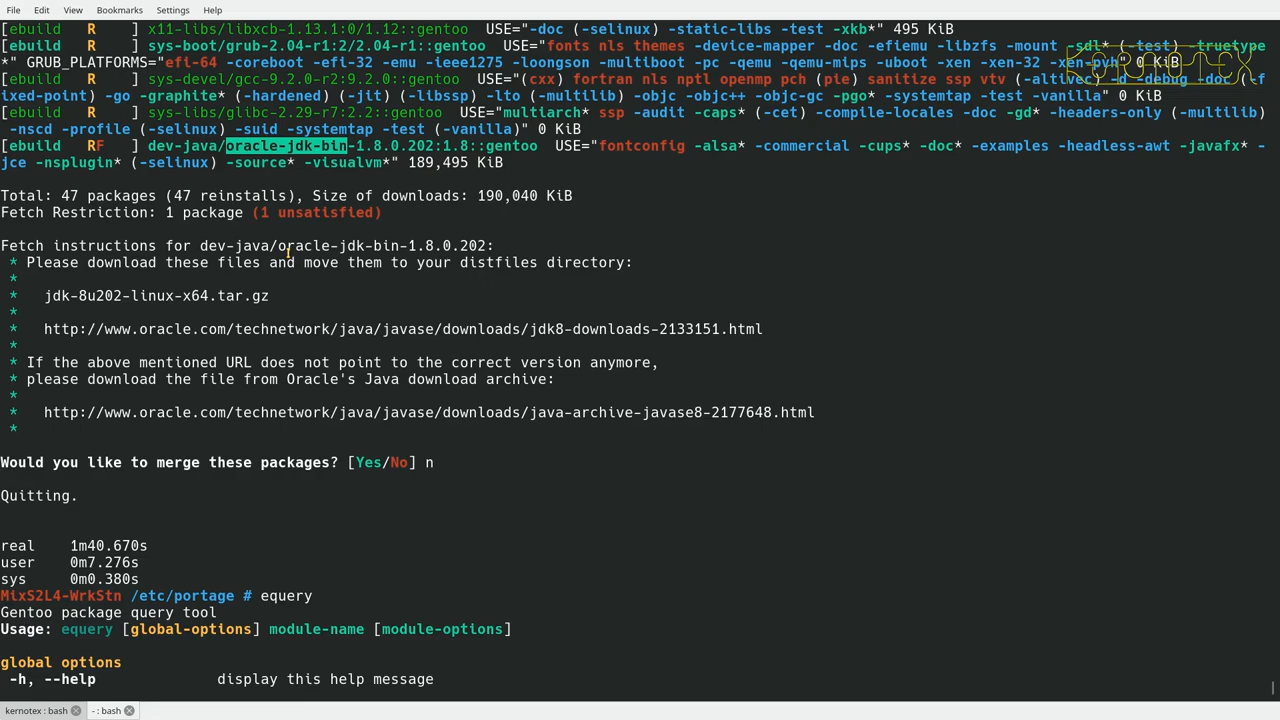 File Edit View Bookmarks Settings Help
[ebuild   R    ] x11-libs/libxcb-1.13.1:0/1.12::gentoo  USE="-doc (-selinux) -static-libs -test -xkb*" 495 KiB
[ebuild   R    ] sys-boot/grub-2.04-r1:2/2.04-r1::gentoo  USE="fonts nls themes -device-mapper -doc -efiemu -libzfs -mount -sdl* (-test) -truetype
*" GRUB_PLATFORMS="efi-64 -coreboot -efi-32 -emu -ieee1275 -loongson -multiboot -pc -qemu -qemu-mips -uboot -xen -xen-32 -xen-pvh" 0 KiB
KERNOTEX
[ebuild   R    ] sys-devel/gcc-9.2.0-r2:9.2.0::gentoo  USE="(cxx) fortran nls nptl openmp pch (pie) sanitize ssp vtv (-altivec) -d -debug -doc (-f
ixed-point) -go -graphite* (-hardened) (-jit) (-libssp) -lto (-multilib) -objc -objc++ -objc-gc -pgo* -systemtap -test -vanilla" 0 KiB
[ebuild   R    ] sys-libs/glibc-2.29-r7:2.2::gentoo  USE="multiarch* ssp -audit -caps* (-cet) -compile-locales -doc -gd* -headers-only (-multilib)
-nscd -profile (-selinux) -suid -systemtap -test (-vanilla)" 0 KiB
[ebuild   RF   ] dev-java/oracle-jdk-bin-1.8.0.202:1.8::gentoo  USE="fontconfig -alsa* -commercial -cups* -doc* -examples -headless-awt -javafx* -
jce -nsplugin* (-selinux) -source* -visualvm*" 189,495 KiB
Total: 47 packages (47 reinstalls), Size of downloads: 190,040 KiB
Fetch Restriction: 1 package (1 unsatisfied)
Fetch instructions for dev-java/oracle-jdk-bin-1.8.0.202:
* Please download these files and move them to your distfiles directory:
*
*   jdk-8u202-linux-x64.tar.gz
*
*   http://www.oracle.com/technetwork/java/javase/downloads/jdk8-downloads-2133151.html
*
* If the above mentioned URL does not point to the correct version anymore,
* please download the file from Oracle's Java download archive:
*
*   http://www.oracle.com/technetwork/java/javase/downloads/java-archive-javase8-2177648.html
*
Would you like to merge these packages? [Yes/No] n
Quitting.
real    1m40.670s
user    0m7.276s
sys     0m0.380s
MixS2L4-WrkStn /etc/portage # equery
Gentoo package query tool
Usage: equery [global-options] module-name [module-options]
global options
-h, --help              display this help message
kernotex : bash
- : bash